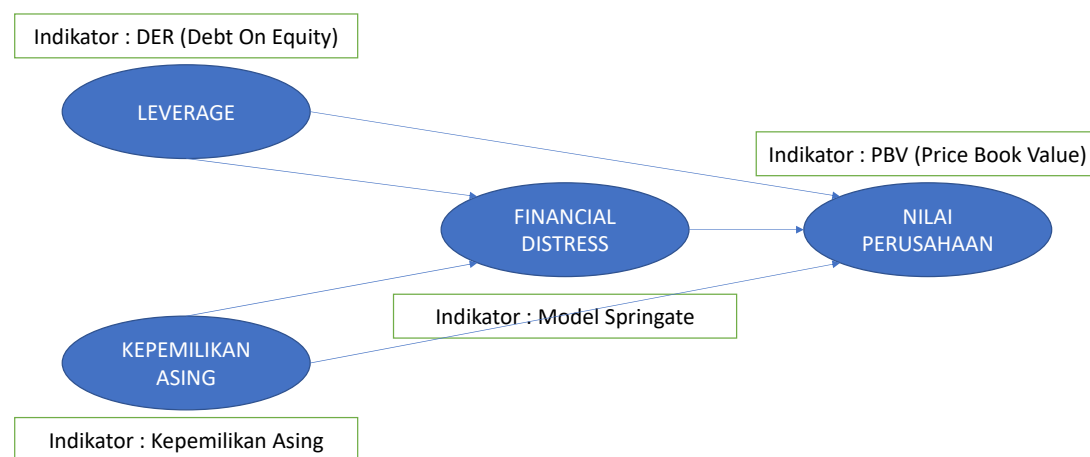 Indikator : DER (Debt On Equity)
LEVERAGE
Indikator : PBV (Price Book Value)
FINANCIAL
DISTRESS
NILAI
PERUSAHAAN
Indikator : Model Springate
KEPEMILIKAN
ASING
Indikator : Kepemilikan Asing